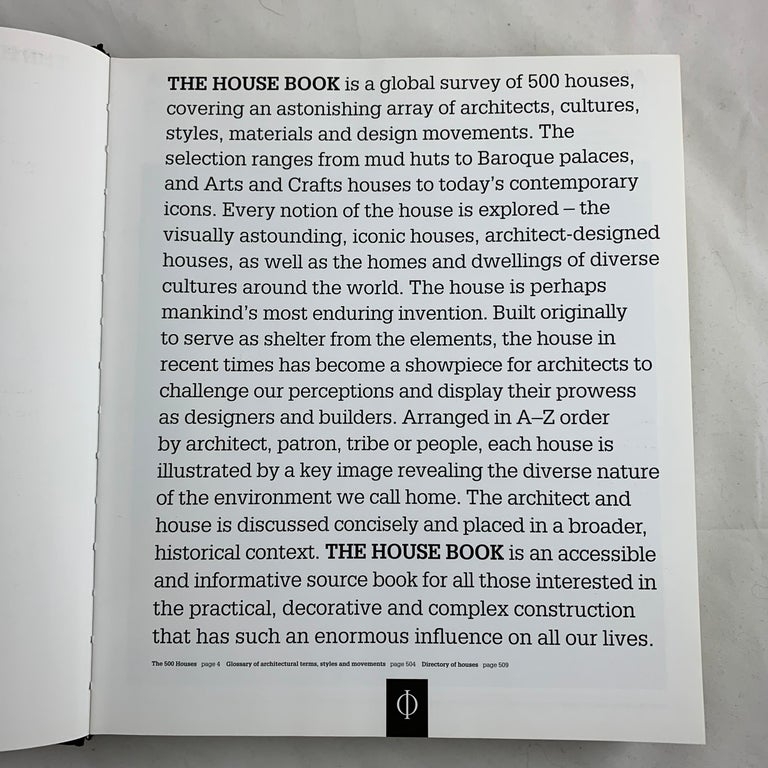 THE HOUSE BOOK is a global survey of 500 houses,
covering an astonishing array of architects, cultures,
styles, materials and design movements. The
selection ranges from mud huts to Baroque palaces,
and Arts and Crafts houses to today's contemporary
icons. Every notion of the house is explored – the
visually astounding, iconic houses, architect-designed
houses, as well as the homes and dwellings of diverse
cultures around the world. The house is perhaps
mankind's most enduring invention. Built originally
to serve as shelter from the elements, the house in
recent times has become a showpiece for architects to
challenge our perceptions and display their prowess
as designers and builders. Arranged in A–Z order
by architect, patron, tribe or people, each house is
illustrated by a key image revealing the diverse nature
of the environment we call home. The architect and
house is discussed concisely and placed in a broader,
historical context. THE HOUSE BOOK is an accessible
and informative source book for all those interested in
the practical, decorative and complex construction
that has such an enormous influence on all our lives.
The 500 Houses page 4 Glossary of architectural terms, styles and movements page 504 Directory of houses page 509
Φ